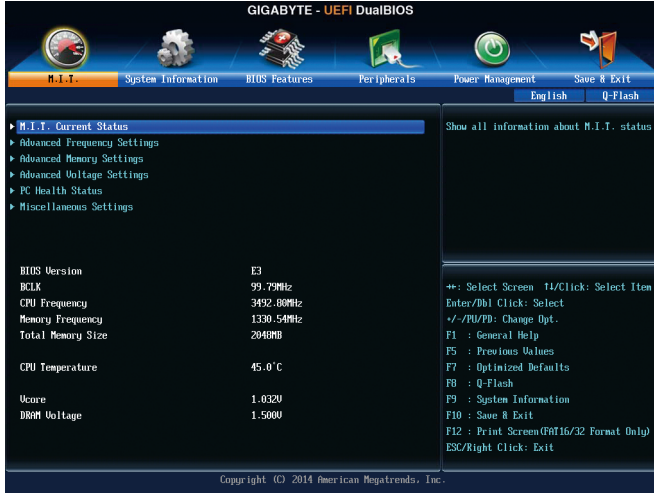 GIGABYTE - UEFI DualBIOS
M.I.T.
System Information
BIOS Features
Peripherals
Power Management
Save & Exit
English
Q-Flash
M.I.T. Current Status
Advanced Frequency Settings
Advanced Memory Settings
Advanced Voltage Settings
PC Health Status
Miscellaneous Settings
BIOS Version E3
BCLK 99.79MHz
CPU Frequency 3492.80MHz
Memory Frequency 1330.54MHz
Total Memory Size 2048MB
CPU Temperature 45.0°C
Vcore 1.032V
DRAM Voltage 1.500V
Show all information about M.I.T. status
→←: Select Screen ↑↓/Click: Select Item
Enter/Dbl Click: Select
+/-/PU/PD: Change Opt.
F1 : General Help
F5 : Previous Values
F7 : Optimized Defaults
F8 : Q-Flash
F9 : System Information
F10 : Save & Exit
F12 : Print Screen(FAT16/32 Format Only)
ESC/Right Click: Exit
Copyright (C) 2014 American Megatrends, Inc.